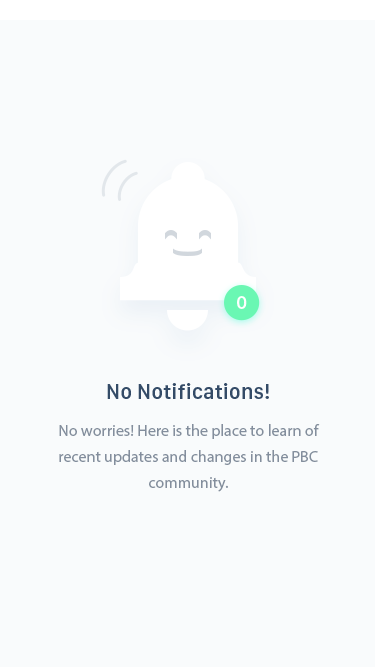 0
No Notifications!
No worries! Here is the place to learn of
recent updates and changes in the PBC
community.